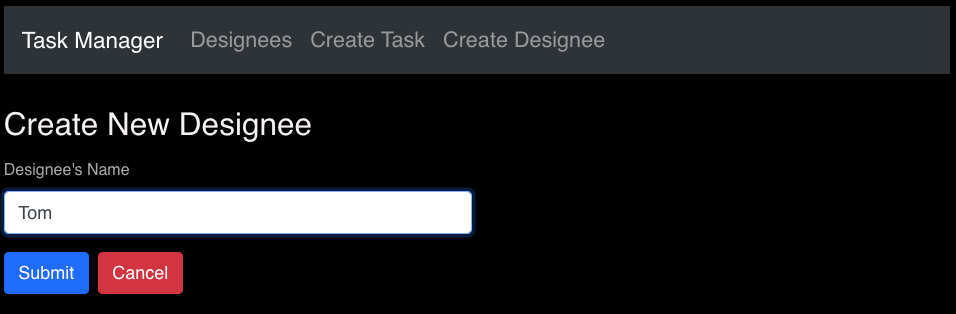 Task Manager Designees Create Task Create Designee
Create New Designee
Designee's Name
Tom
Submit Cancel